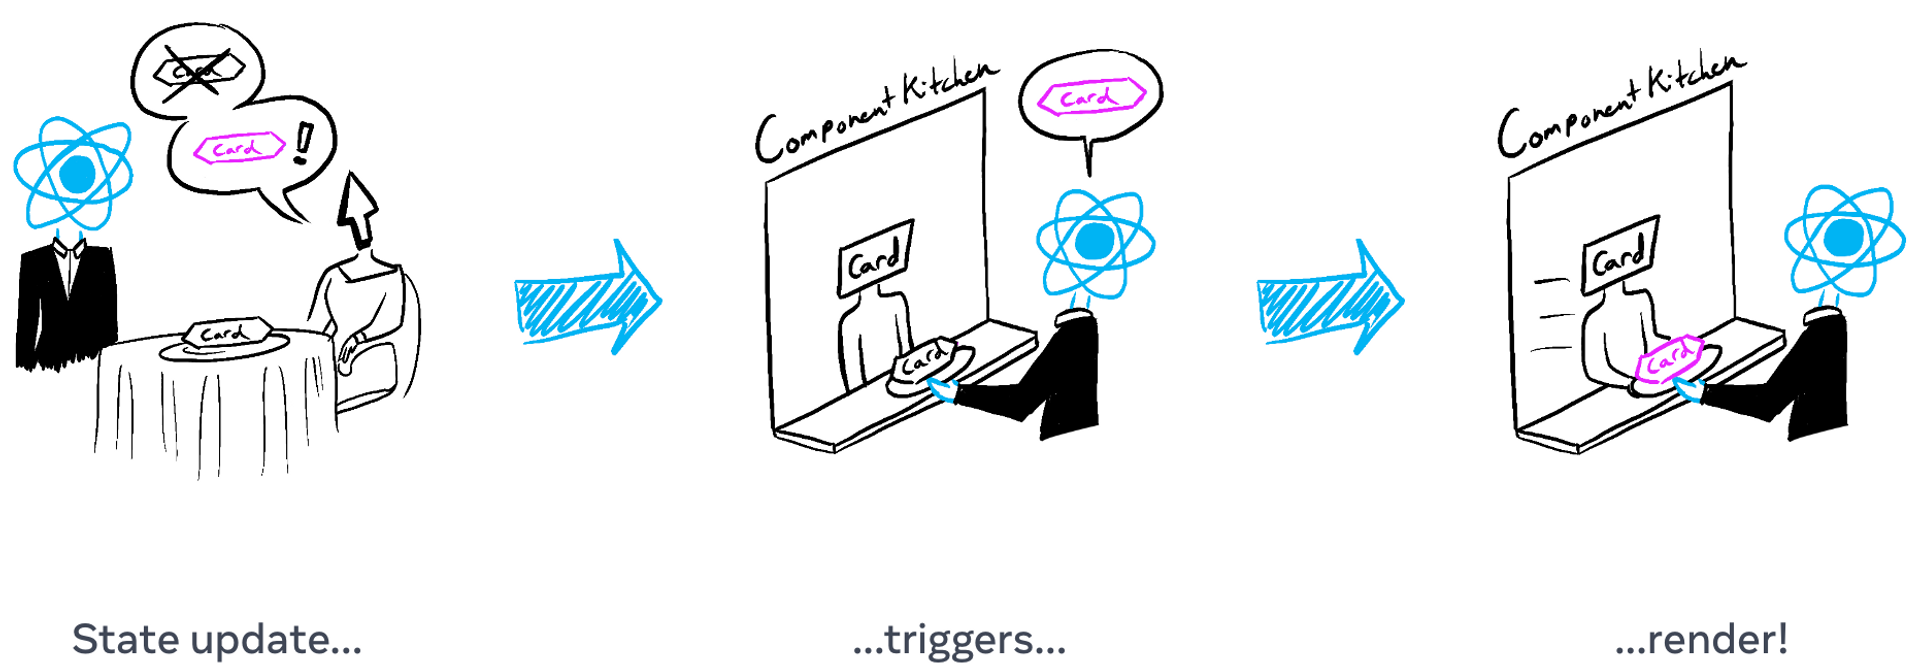 Card
Card !
Card
State update...
Component Kitchen
Card
Card
Card
...triggers...
Component Kitchen
Card
Card
...render!